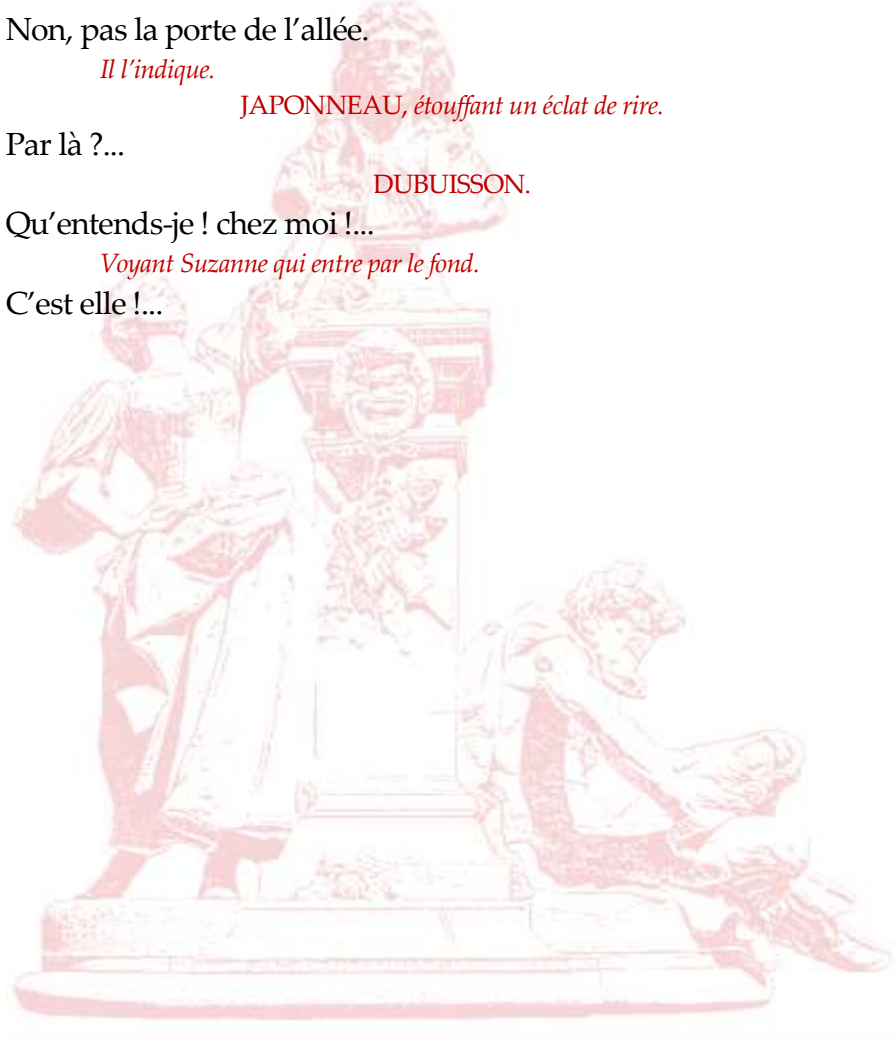 Non, pas la porte de l’allée.
Il l’indique.
JAPONNEAU, étouffant un éclat de rire.
Par là ?...
DUBUISSON.
Qu’entends-je ! chez moi !...
Voyant Suzanne qui entre par le fond.
C’est elle !...